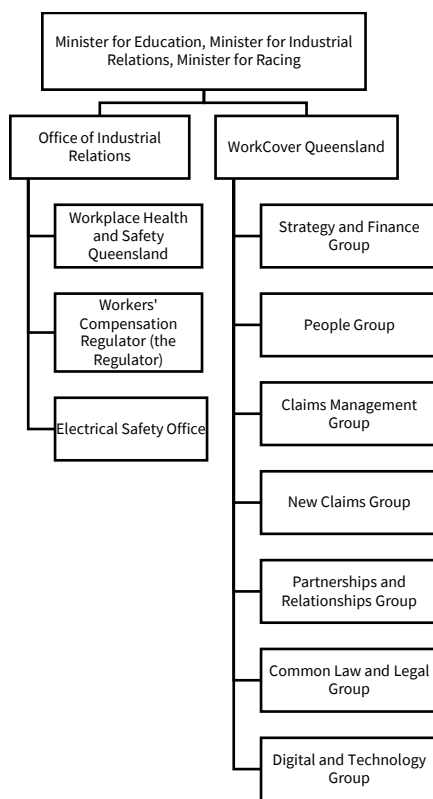 Minister for Education, Minister for Industrial
Relations, Minister for Racing
Office of Industrial
Relations
WorkCover Queensland
Workplace Health
and Safety
Queensland
Workers'
Compensation
Regulator (the
Regulator)
Electrical Safety Office
Strategy and Finance
Group
People Group
Claims Management
Group
New Claims Group
Partnerships and
Relationships Group
Common Law and Legal
Group
Digital and Technology
Group